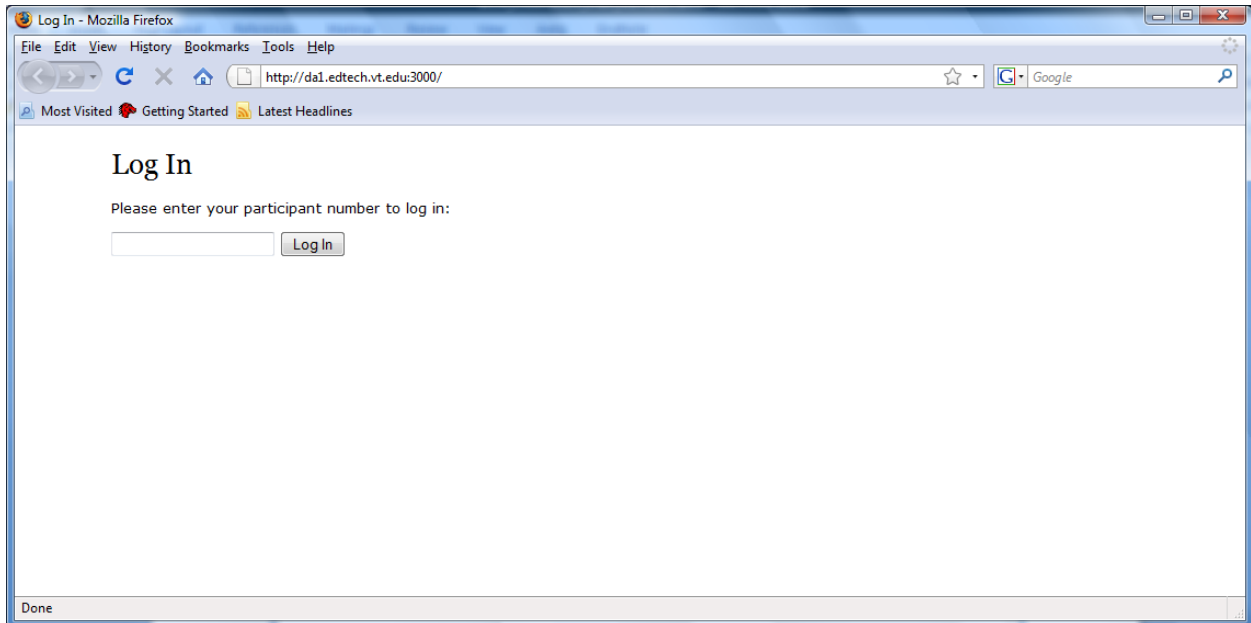 Log In - Mozilla Firefox
File Edit View History Bookmarks Tools Help
http://da1.edtech.vt.edu:3000/ G Google
Most Visited Getting Started Latest Headlines
Log In
Please enter your participant number to log in:
Log In
Done